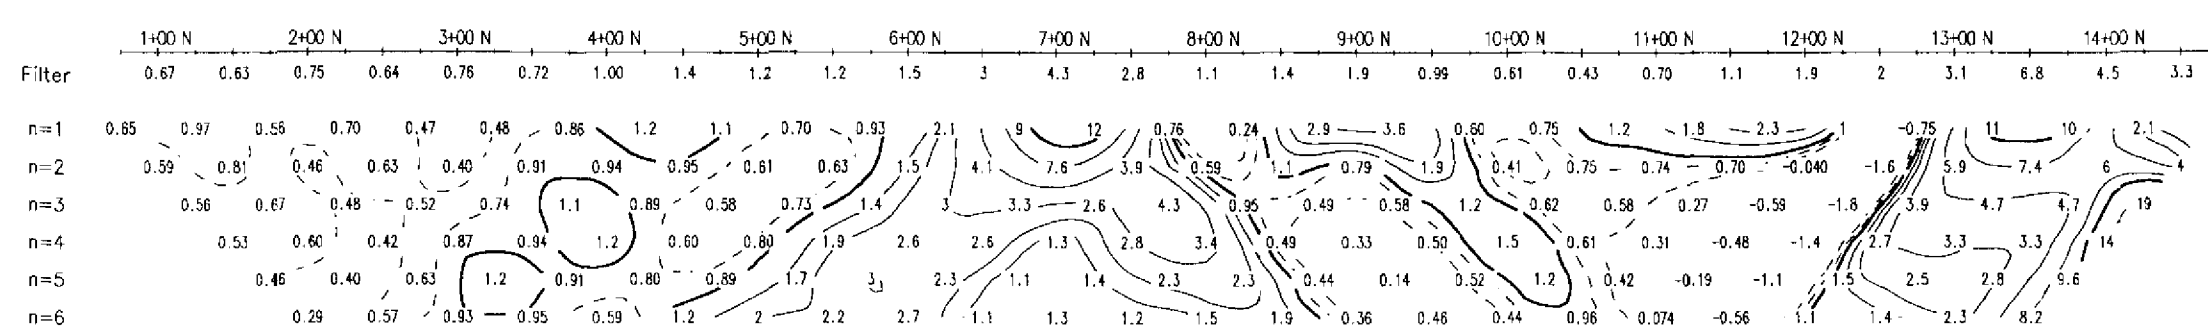 1+00 N 2+00 N 3+00 N 4+00 N 5+00 N 6+00 N 7+00 N 8+00 N 9+00 N 10+00 N 11+00 N 12+00 N 13+00 N 14+00 N
Filter 0.67 0.63 0.75 0.64 0.76 0.72 1.00 1.4 1.2 1.2 1.5 3 4.3 2.8 1.1 1.4 1.9 0.99 0.61 0.43 0.70 1.1 1.9 2 3.1 6.8 4.5 3.3
n=1 0.65 0.97 0.56 0.70 0.47 0.48 0.86 1.2 1.1 0.70 0.93 2.1 9 12 0.76 0.24 2.9 3.6 0.60 0.75 1.2 1.8 2.3 1 -0.75 11 10 2.1
n=2 0.59 0.81 0.46 0.63 0.40 0.91 0.94 0.95 0.61 0.63 1.5 4.1 7.6 3.9 0.59 1.1 0.79 1.9 0.41 0.75 0.74 0.70 -0.040 -1.6 5.9 7.4 6 4
n=3 0.56 0.67 0.48 0.52 0.74 1.1 0.89 0.58 0.73 1.4 3 3.3 2.6 4.3 0.95 0.49 0.58 1.2 0.62 0.58 0.27 -0.59 -1.8 3.9 4.7 4.7 19
n=4 0.53 0.60 0.42 0.87 0.94 1.2 0.60 0.80 1.9 2.6 2.6 1.3 2.8 3.4 0.49 0.33 0.50 1.5 0.61 0.31 -0.48 -1.4 2.7 3.3 3.3 14
n=5 0.46 0.40 0.63 1.2 0.91 0.80 0.89 1.7 3 2.3 1.1 1.4 2.3 2.3 0.44 0.14 0.52 1.2 0.42 -0.19 -1.1 1.5 2.5 2.8 9.6
n=6 0.29 0.57 0.93 0.95 0.59 1.2 2 2.2 2.7 1.1 1.3 1.2 1.5 1.9 0.36 0.46 0.44 0.96 0.074 -0.56 1.1 1.4 2.3 8.2